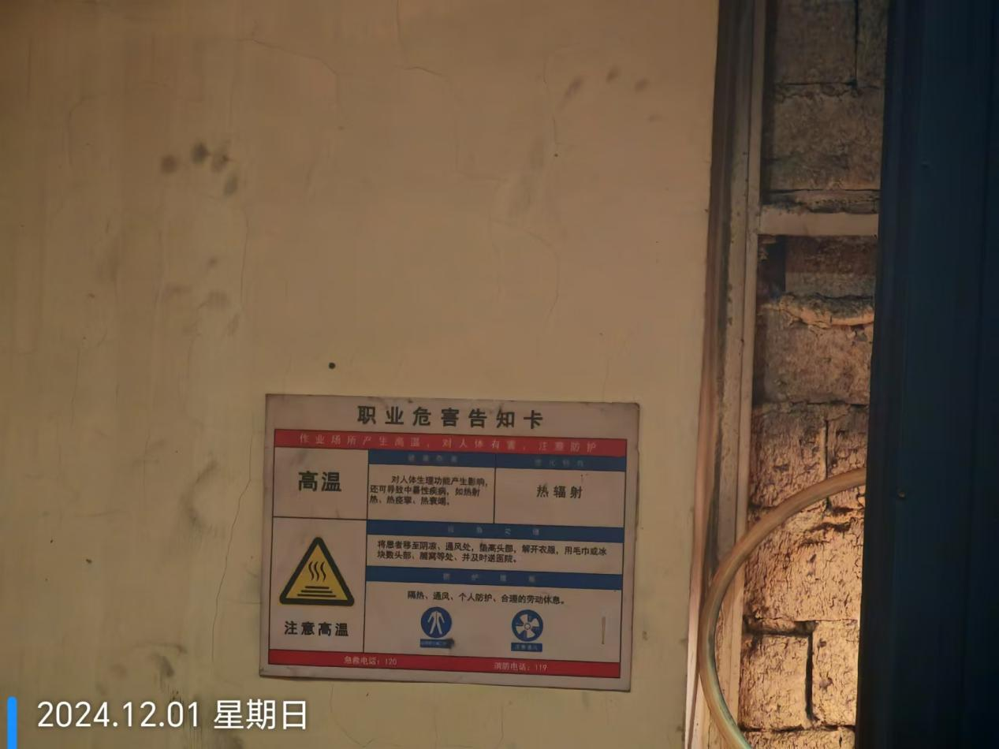 职业危害告知卡
作业场所产生高温,对人体有害,注意防护
健康危害
理化特性
高温
对人体生理功能产生影响,
还可导致中暑性疾病,如热射
热、热痉挛、热衰竭。
热辐射
应急处理
将患者移至阴凉、通风处,垫高头部,解开衣服,用毛巾或冰
块敷头部、腋窝等处、并及时送医院。
防护措施
隔热、通风、个人防护、合理的劳动休息。
注意通风
注意高温
急救电话:120
消防电话:119
2024.12.01 星期日